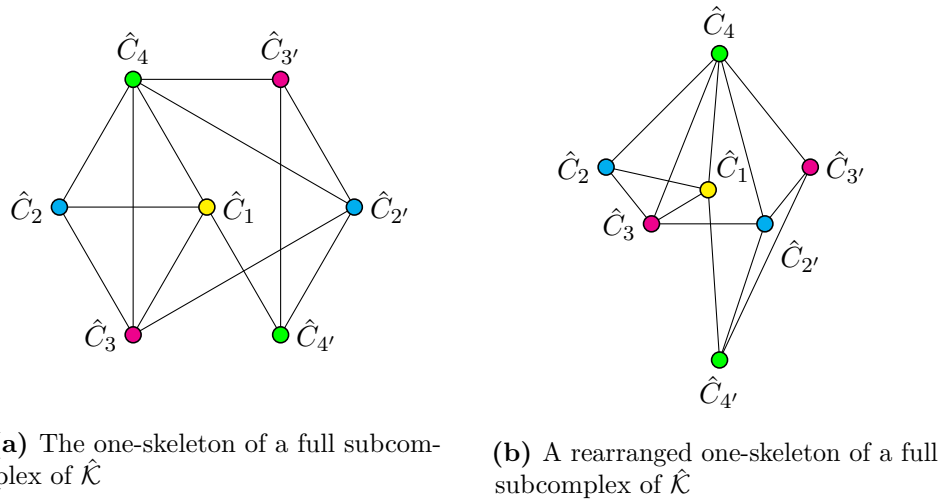 Ĉ₄
Ĉ₃′
Ĉ₂
Ĉ₁
Ĉ₂′
Ĉ₃
Ĉ₄′
a) The one-skeleton of a full subcom-
plex of 𝒦̂
Ĉ₄
Ĉ₂
Ĉ₁
Ĉ₃′
Ĉ₃
Ĉ₂′
Ĉ₄′
(b) A rearranged one-skeleton of a full
subcomplex of 𝒦̂